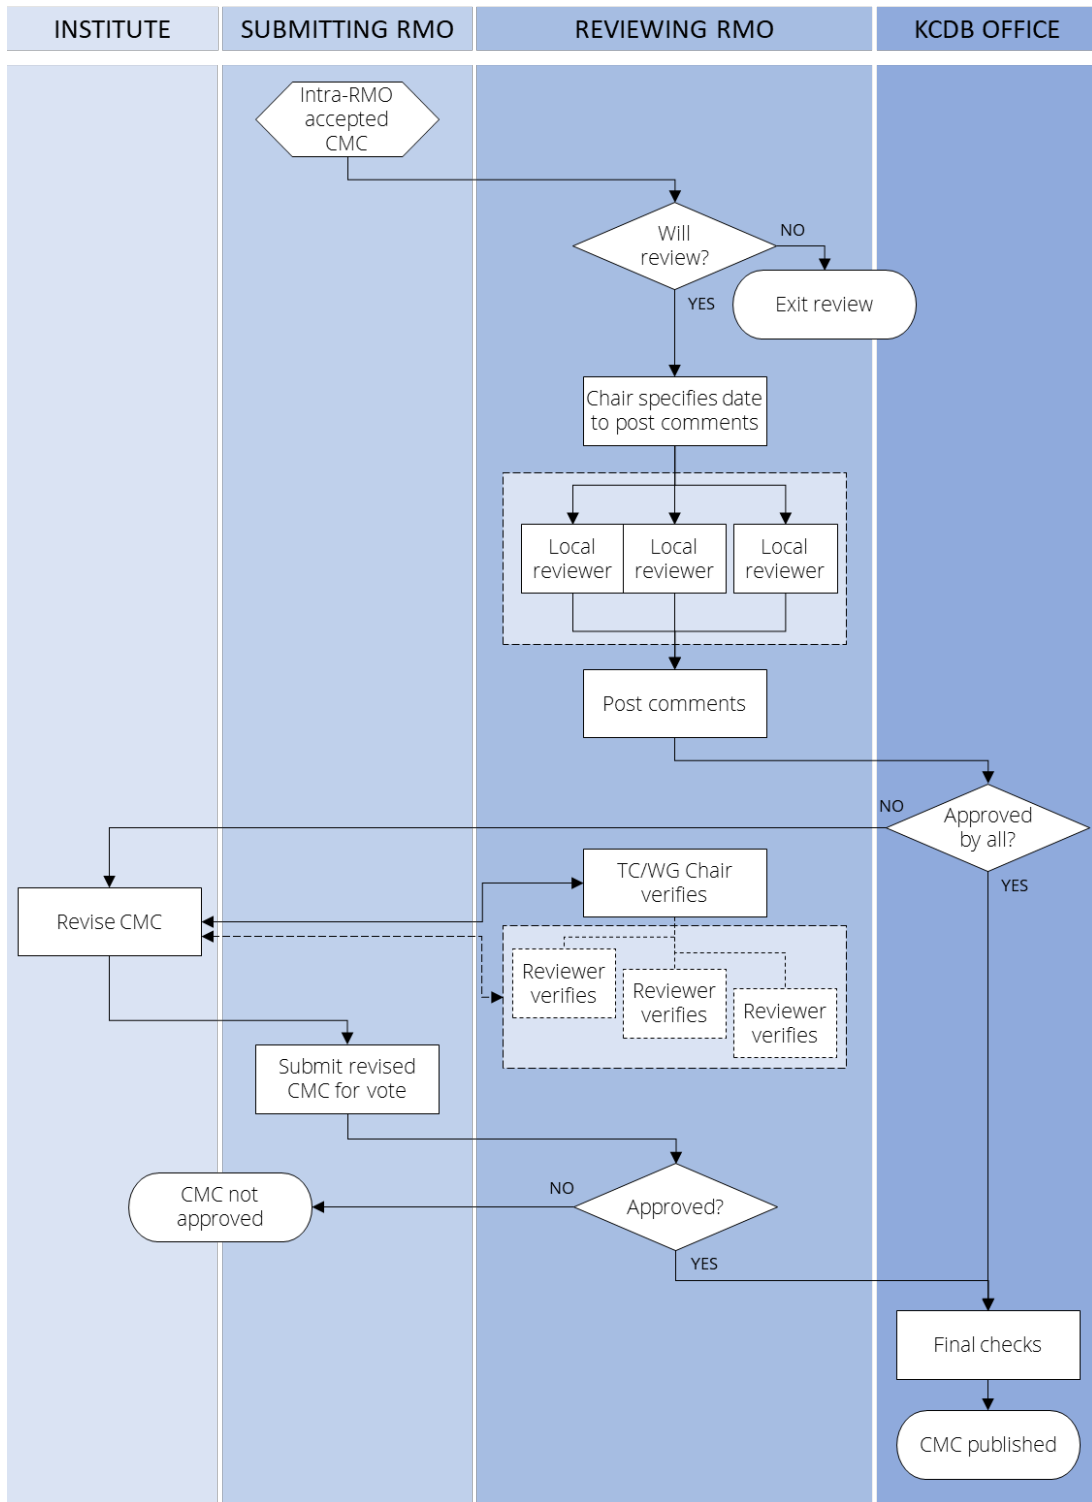 INSTITUTE
SUBMITTING RMO
REVIEWING RMO
KCDB OFFICE
Intra-RMO
accepted
CMC
Will
review?
NO
Exit review
YES
Chair specifies date
to post comments
Local
reviewer
Local
reviewer
Local
reviewer
Post comments
Approved
by all?
NO
YES
TC/WG Chair
verifies
Revise CMC
Reviewer
verifies
Reviewer
verifies
Reviewer
verifies
Submit revised
CMC for vote
Approved?
NO
CMC not
approved
YES
Final checks
CMC published